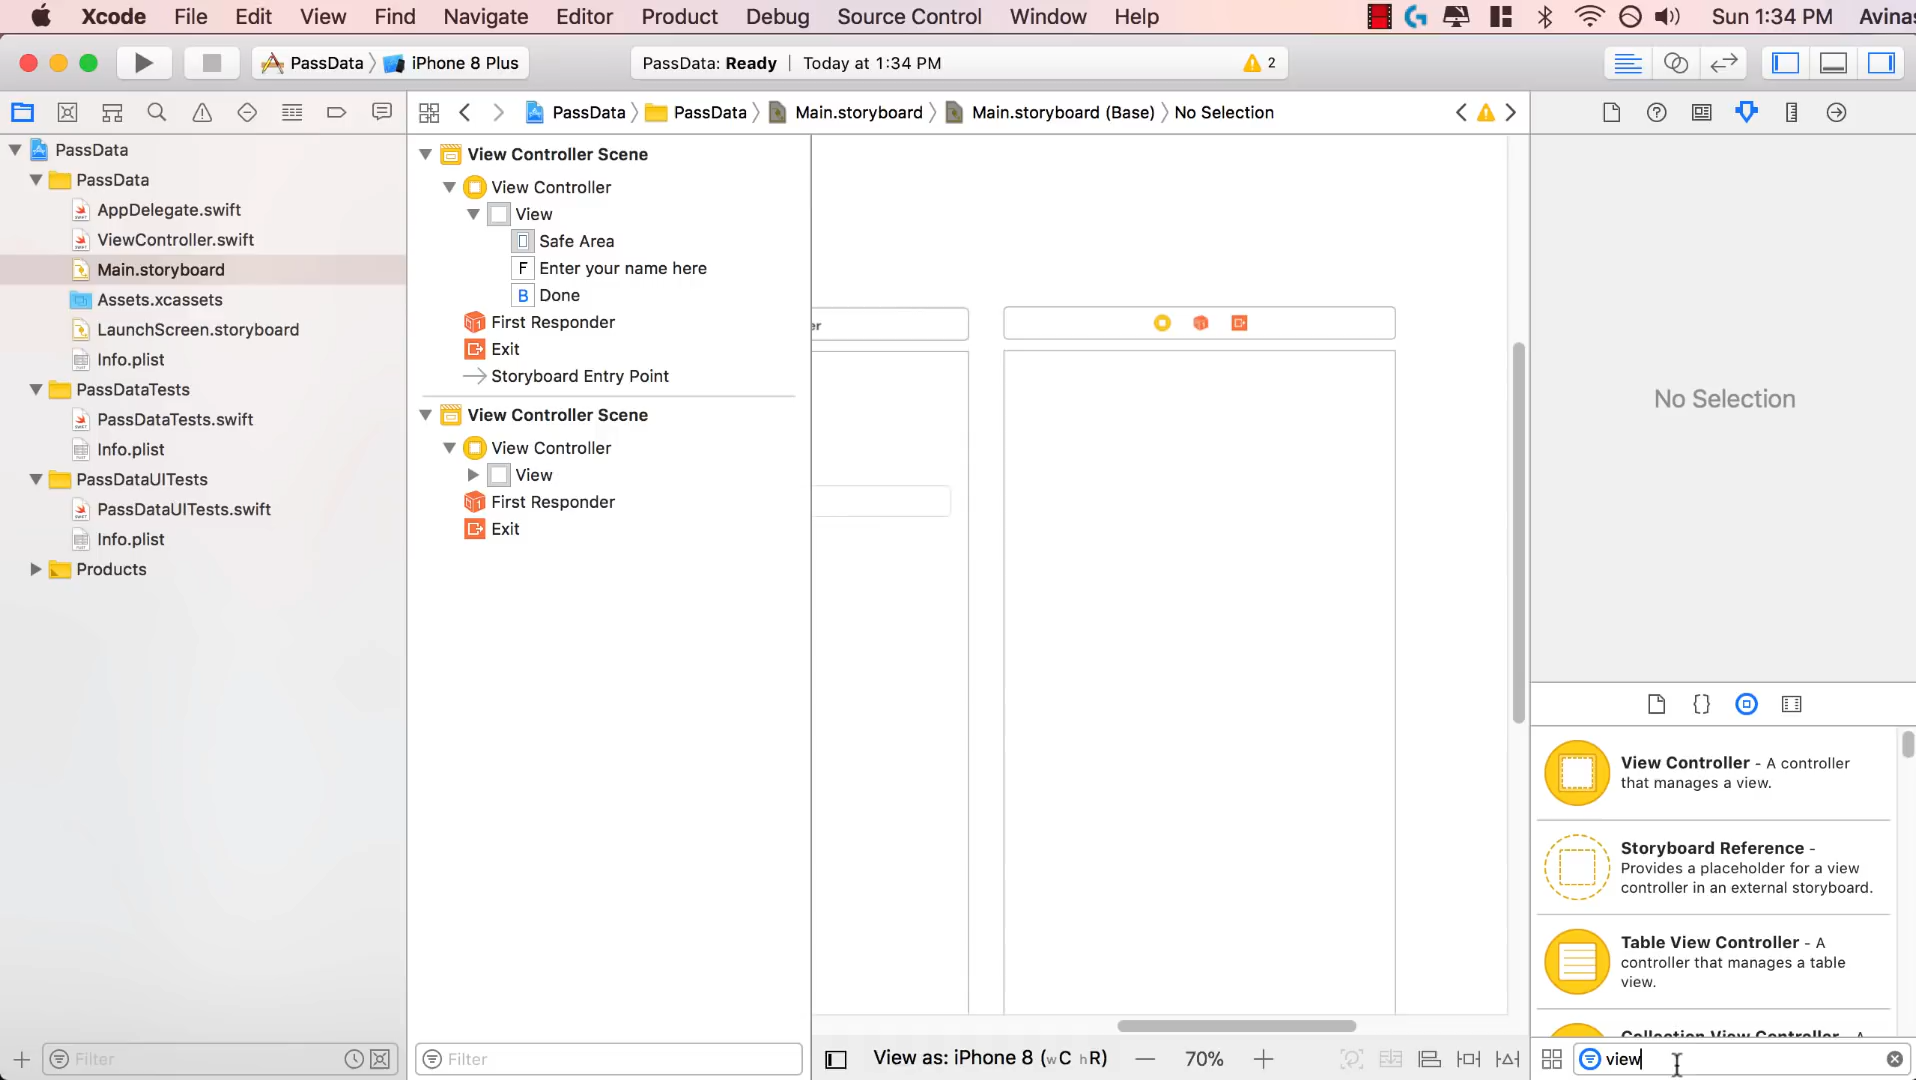 Xcode File Edit View Find Navigate Editor Product Debug Source Control Window Help Sun 1:34 PM Avinas
PassData iPhone 8 Plus PassData: Ready Today at 1:34 PM 2
PassData PassData Main.storyboard Main.storyboard (Base) No Selection
PassData
PassData
AppDelegate.swift
ViewController.swift
Main.storyboard
Assets.xcassets
LaunchScreen.storyboard
Info.plist
PassDataTests
PassDataTests.swift
Info.plist
PassDataUITests
PassDataUITests.swift
Info.plist
Products
Filter
View Controller Scene
View Controller
View
Safe Area
F Enter your name here
B Done
First Responder
Exit
Storyboard Entry Point
View Controller Scene
View Controller
View
First Responder
Exit
Filter
er
View as: iPhone 8 (wC hR) 70%
No Selection
View Controller - A controller
that manages a view.
Storyboard Reference -
Provides a placeholder for a view
controller in an external storyboard.
Table View Controller - A
controller that manages a table
view.
Collection View Controller - A
view